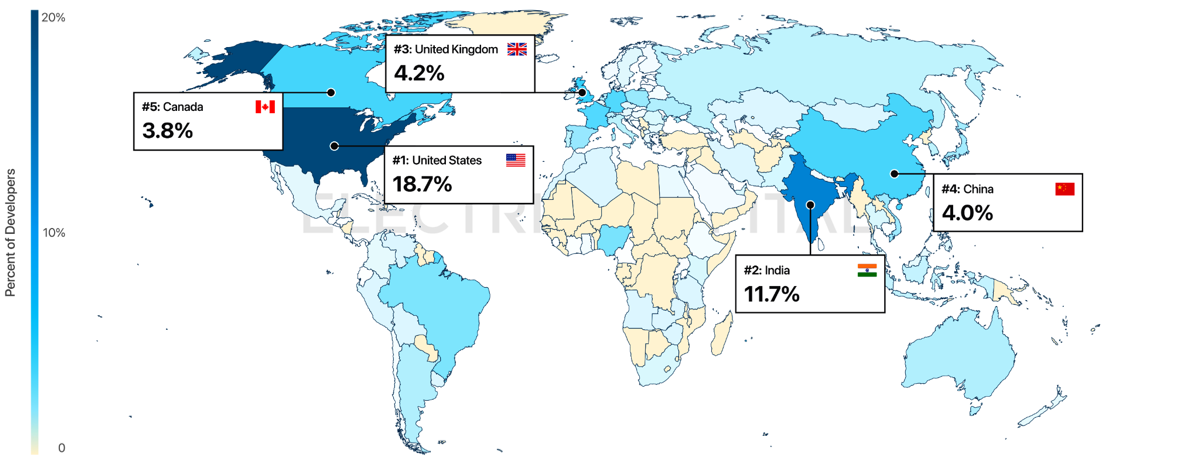 20%
#3: United Kingdom
4.2%
#5: Canada
3.8%
#1: United States
18.7%
#4: China
4.0%
Percent of Developers
10%
#2: India
11.7%
0